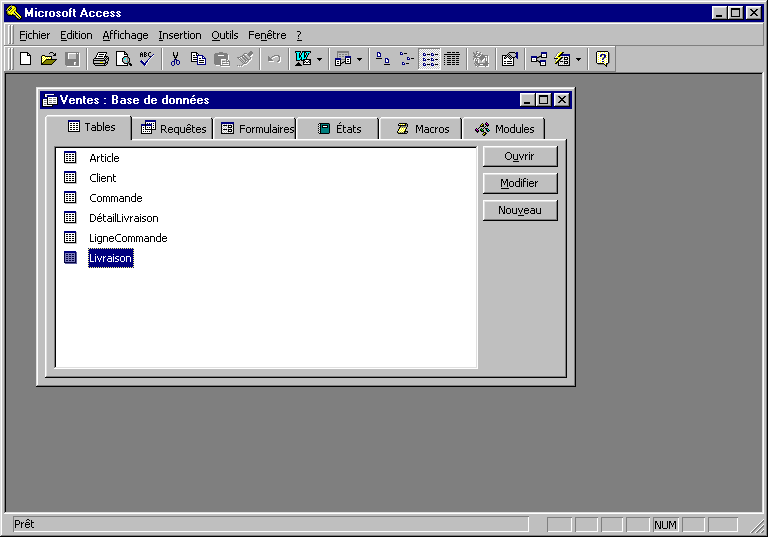 Microsoft Access
Fichier Edition Affichage Insertion Outils Fenêtre ?
Ventes : Base de données
Tables Requêtes Formulaires États Macros Modules
Article
Client
Commande
DétailLivraison
LigneCommande
Livraison
Ouvrir
Modifier
Nouveau
Prêt NUM